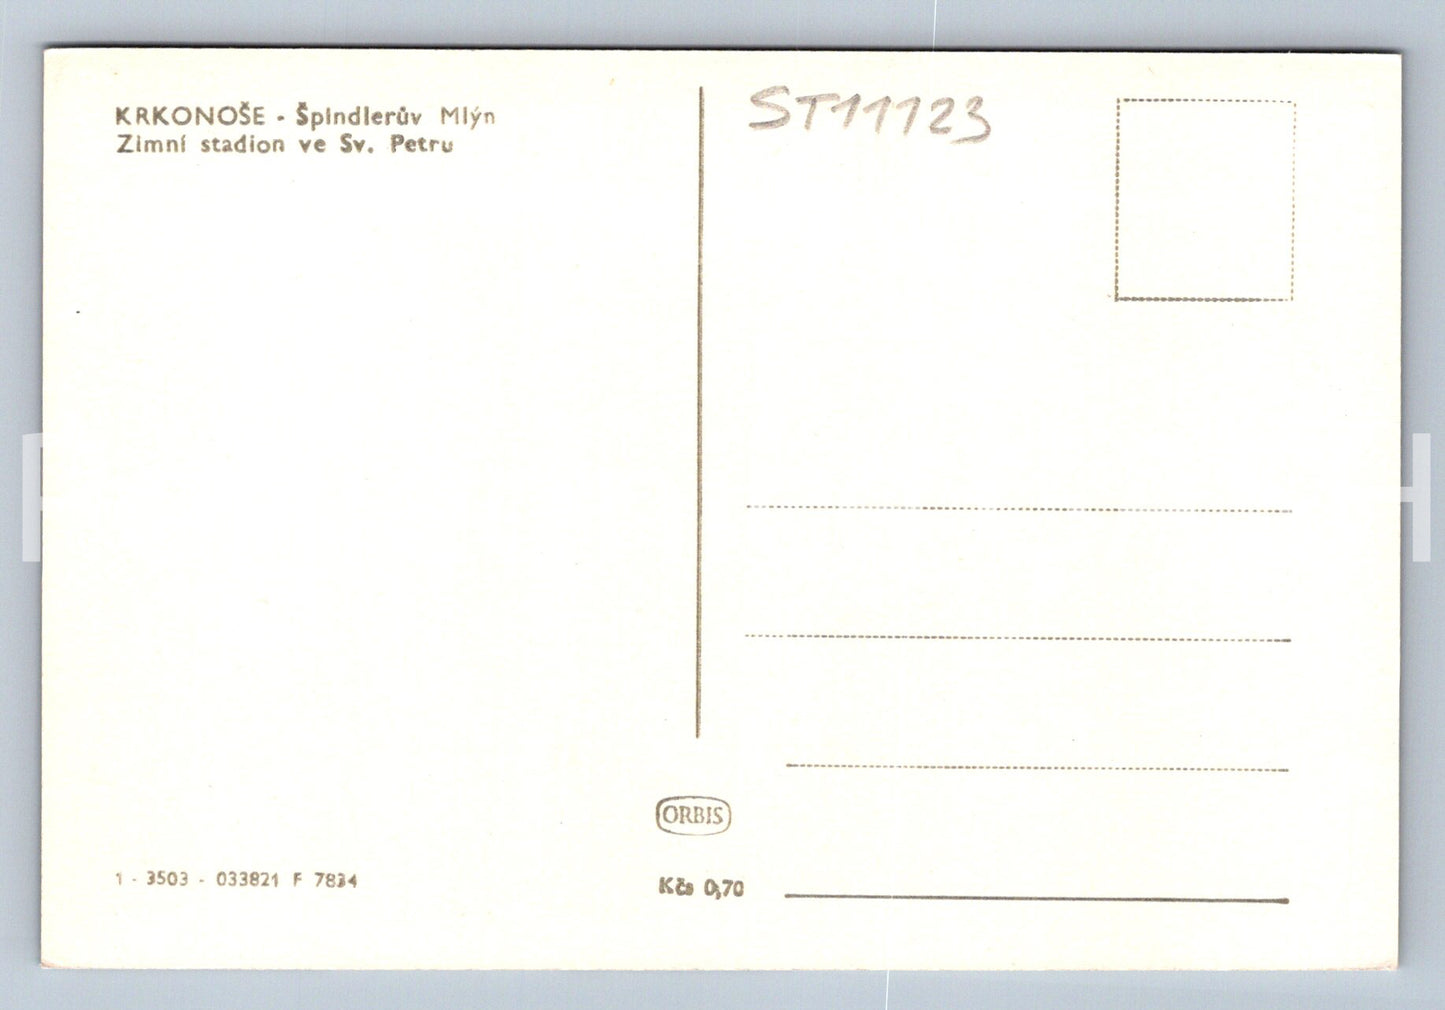 KRKONOŠE - Špindlerův Mlýn
Zimní stadion ve Sv. Petru
ST11123
ORBIS
1 - 3503 - 033821 F 7834
Kčs 0,70